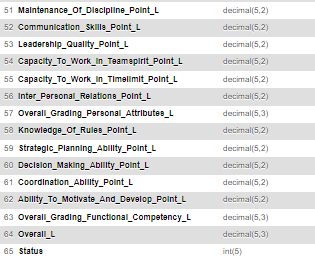 51 Maintenance_Of_Discipline_Point_L decimal(5,2)
52 Communication_Skills_Point_L decimal(5,2)
53 Leadership_Quality_Point_L decimal(5,2)
54 Capacity_To_Work_In_Teamspirit_Point_L decimal(5,2)
55 Capacity_To_Work_In_Timelimit_Point_L decimal(5,2)
56 Inter_Personal_Relations_Point_L decimal(5,2)
57 Overall_Grading_Personal_Attributes_L decimal(5,3)
58 Knowledge_Of_Rules_Point_L decimal(5,2)
59 Strategic_Planning_Ability_Point_L decimal(5,2)
60 Decision_Making_Ability_Point_L decimal(5,2)
61 Coordination_Ability_Point_L decimal(5,2)
62 Ability_To_Motivate_And_Develop_Point_L decimal(5,2)
63 Overall_Grading_Functional_Competency_L decimal(5,3)
64 Overall_L decimal(5,3)
65 Status int(5)